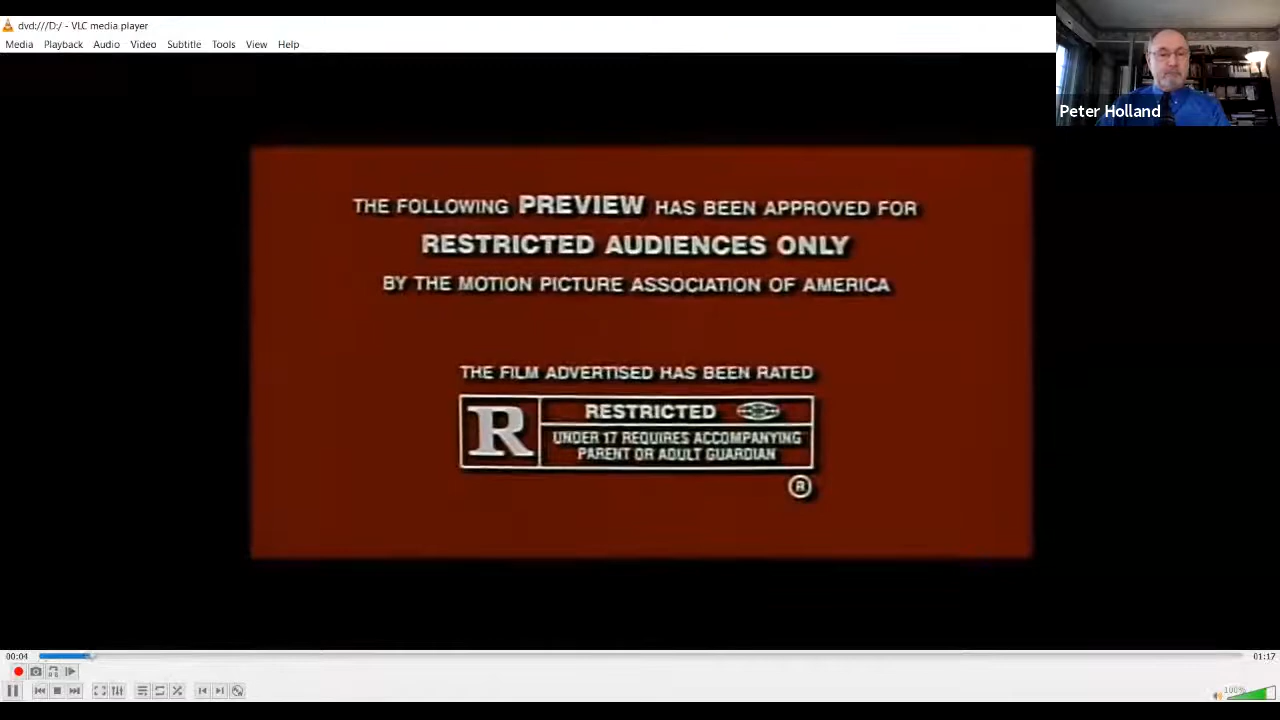 dvd:///D:/ - VLC media player
Media Playback Audio Video Subtitle Tools View Help
Peter Holland
THE FOLLOWING PREVIEW HAS BEEN APPROVED FOR
RESTRICTED AUDIENCES ONLY
BY THE MOTION PICTURE ASSOCIATION OF AMERICA
THE FILM ADVERTISED HAS BEEN RATED
R RESTRICTED
UNDER 17 REQUIRES ACCOMPANYING
PARENT OR ADULT GUARDIAN
®
00:04 01:17
100%